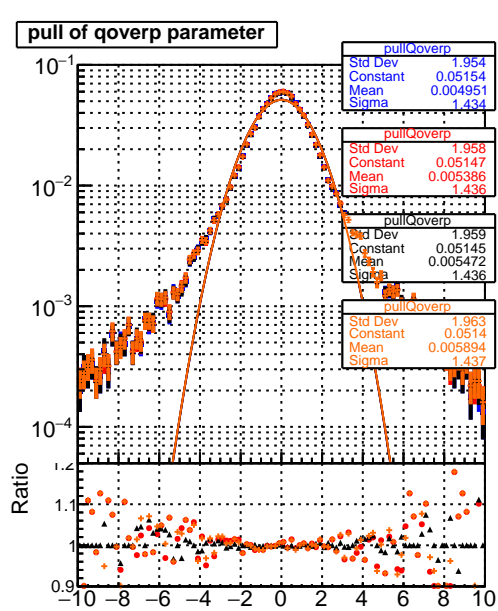 pull of qoverp parameter
pullQoverp
Std Dev 1.954
Constant 0.05154
Mean 0.004951
Sigma 1.434
pullQoverp
Std Dev 1.958
Constant 0.05147
Mean 0.005386
Sigma 1.436
pullQoverp
Std Dev 1.959
Constant 0.05145
Mean 0.005472
Sigma 1.436
pullQoverp
Std Dev 1.963
Constant 0.0514
Mean 0.005894
Sigma 1.437
10⁻¹
10⁻²
10⁻³
10⁻⁴
Ratio
1.2
1.1
1
0.9
−10 −8 −6 −4 −2 0 2 4 6 8 10